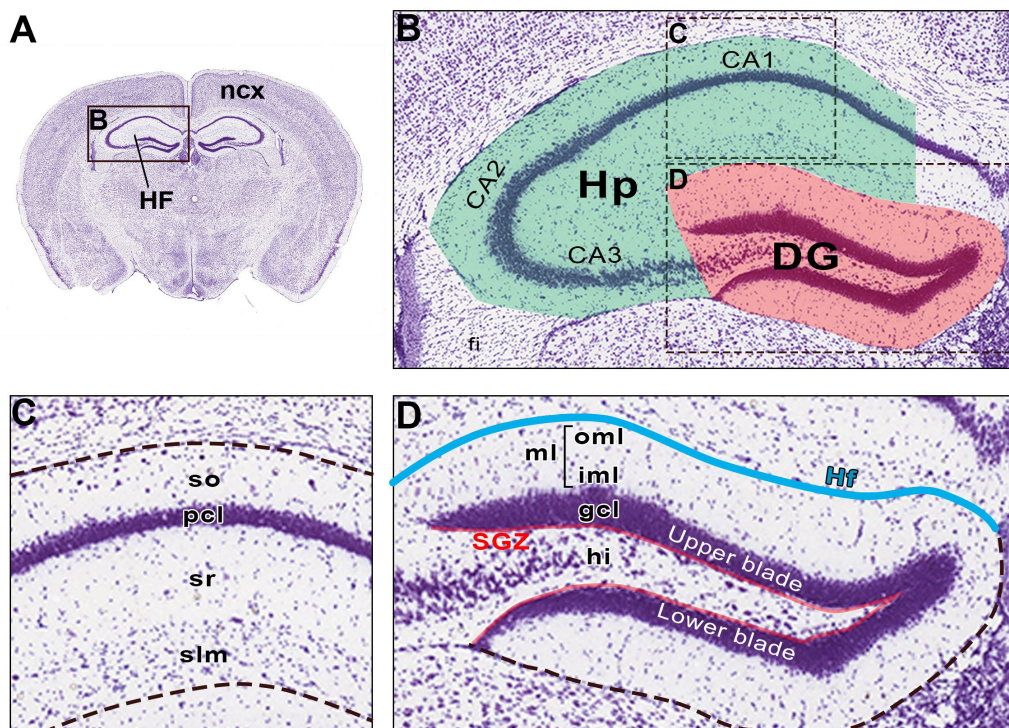 A
ncx
B
HF
B
C
CA1
CA2
Hp
D
CA3
DG
fi
C
so
pcl
sr
slm
D
oml
ml
iml
Hf
gcl
SGZ
hi
Upper blade
Lower blade